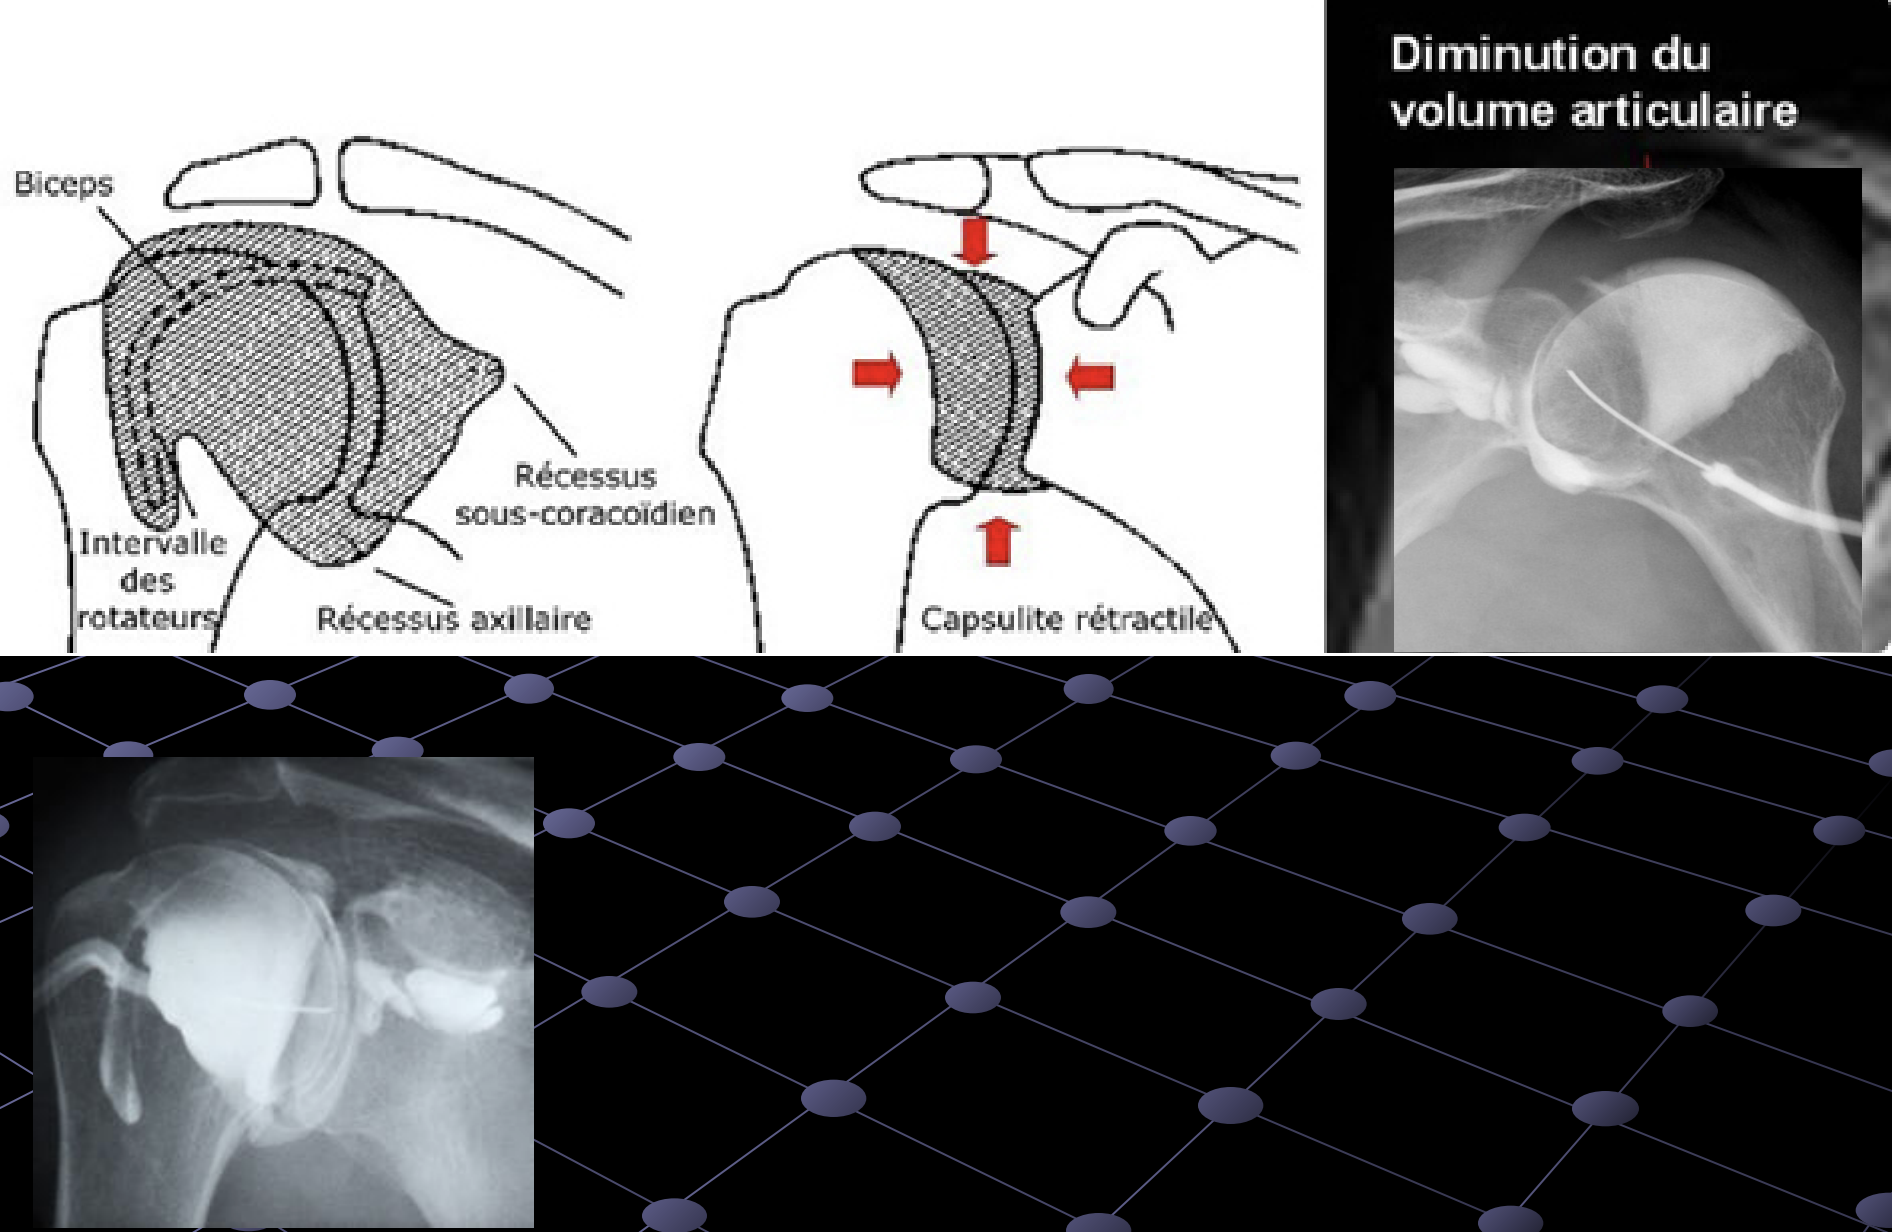 Diminution du
volume articulaire
Biceps
Récessus
sous-coracoïdien
Intervalle
des
rotateurs
Récessus axillaire
Capsulite rétractile